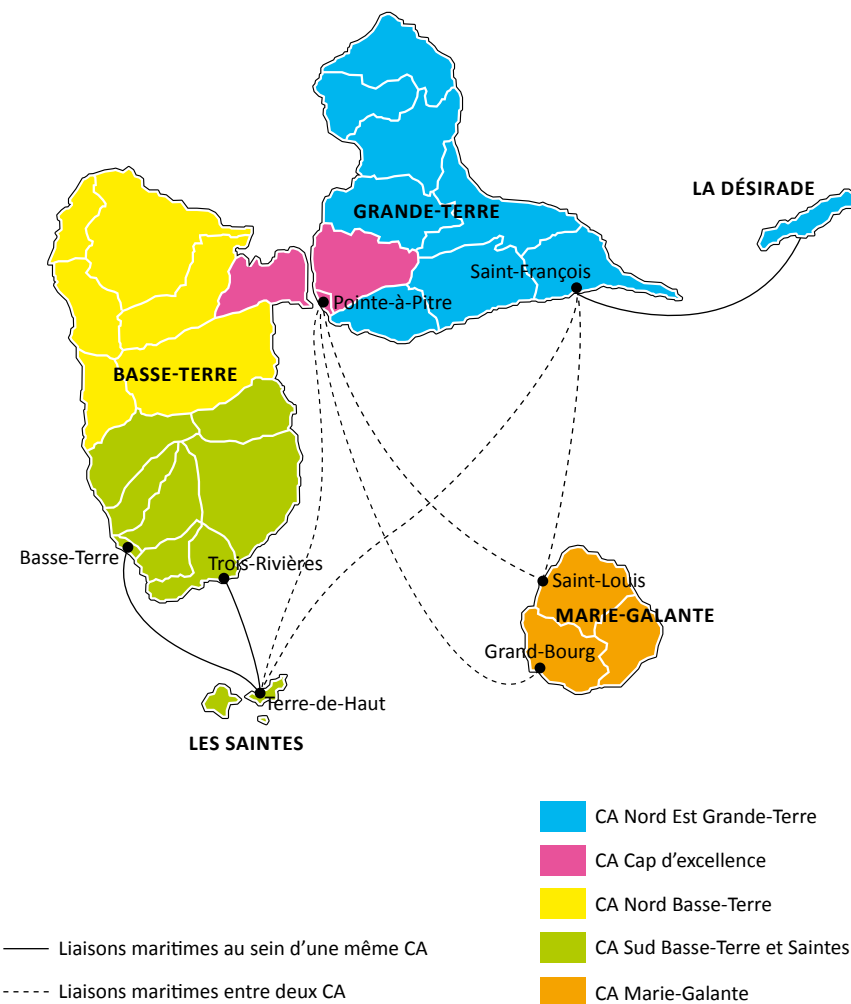 LA DÉSIRADE
GRANDE-TERRE
Saint-François
Pointe-à-Pitre
BASSE-TERRE
Basse-Terre
Trois-Rivières
Saint-Louis
MARIE-GALANTE
Grand-Bourg
Terre-de-Haut
LES SAINTES
CA Nord Est Grande-Terre
CA Cap d'excellence
CA Nord Basse-Terre
CA Sud Basse-Terre et Saintes
CA Marie-Galante
Liaisons maritimes au sein d'une même CA
Liaisons maritimes entre deux CA